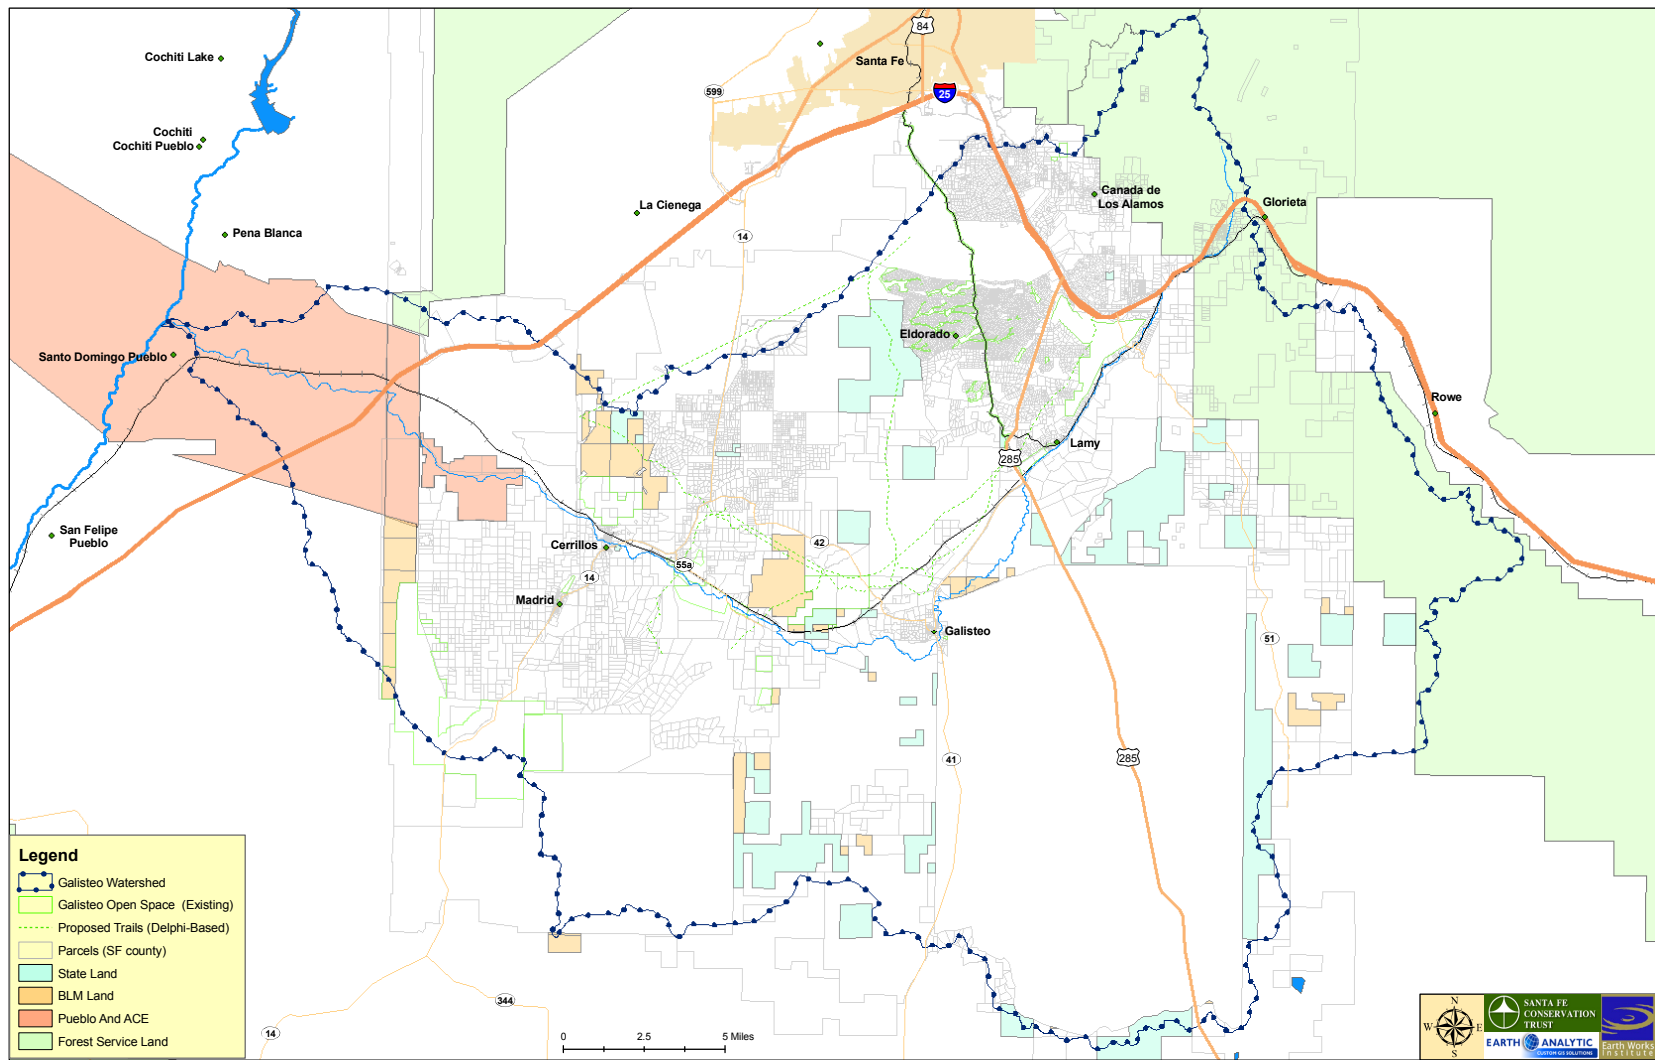 84
Santa Fe
Cochiti Lake
599
25
Cochiti
Cochiti Pueblo
Canada de
Los Alamos
La Cienega
Glorieta
Pena Blanca
14
Eldorado
Santo Domingo Pueblo
Rowe
Lamy
285
San Felipe
Pueblo
Cerrillos
42
55a
14
Madrid
Galisteo
51
285
41
Legend
Galisteo Watershed
Galisteo Open Space (Existing)
Proposed Trails (Delphi-Based)
Parcels (SF county)
State Land
BLM Land
Pueblo And ACE
Forest Service Land
344
14
0 2.5 5 Miles
N
W E
S
SANTA FE
CONSERVATION
TRUST
EARTH ANALYTIC
CUSTOM GIS SOLUTIONS
Earth Works
Institute